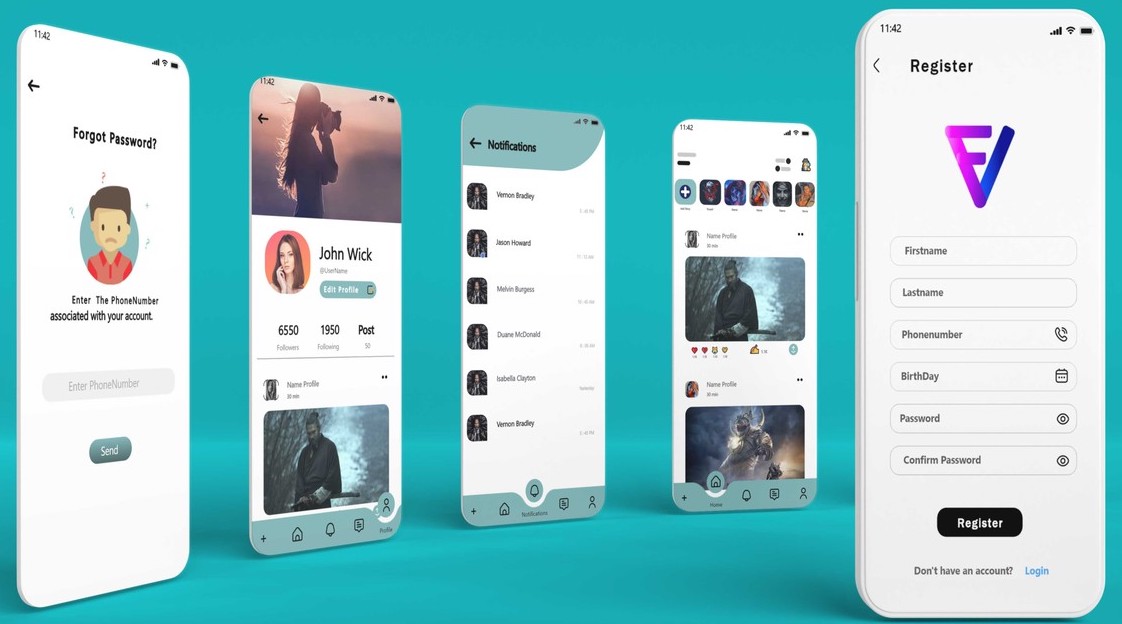 11:42
Forgot Password?
Enter The PhoneNumber
associated with your account.
Enter PhoneNumber
Send
11:42
John Wick
@UserName
Edit Profile
6550 1950 Post
Followers Following 50
Name Profile
30 min
Profile
Notifications
Vernon Bradley
Jason Howard
Melvin Burgess
Duane McDonald
Isabella Clayton
Yesterday
Vernon Bradley
Notifications
11:42
Name Profile
30 min
Name Profile
30 min
Home
11:42
Register
Firstname
Lastname
Phonenumber
BirthDay
Password
Confirm Password
Register
Don't have an account? Login